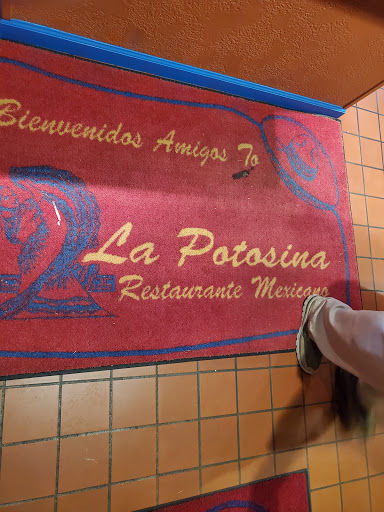 Bienvenidos Amigos To
La Potosina
Restaurante Mexicano